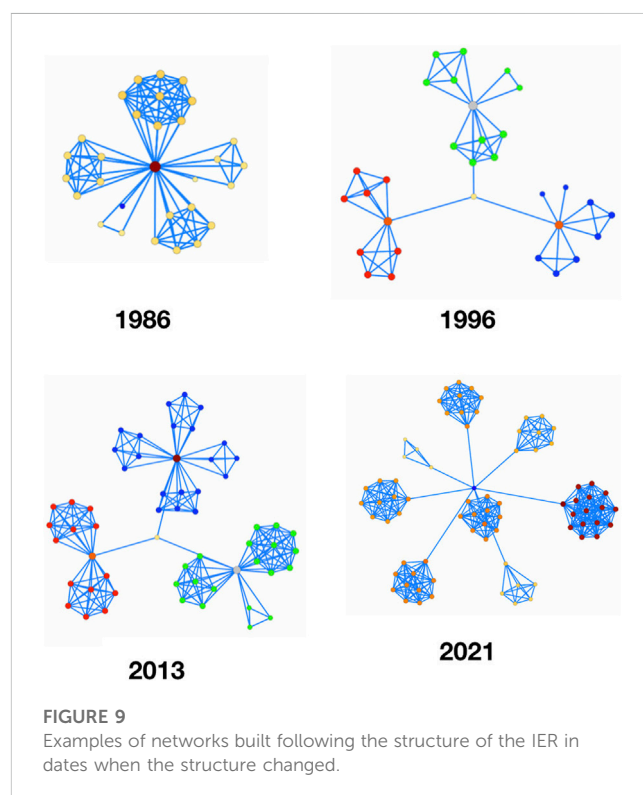 1986
1996
2013
2021
FIGURE 9
Examples of networks built following the structure of the IER in
dates when the structure changed.